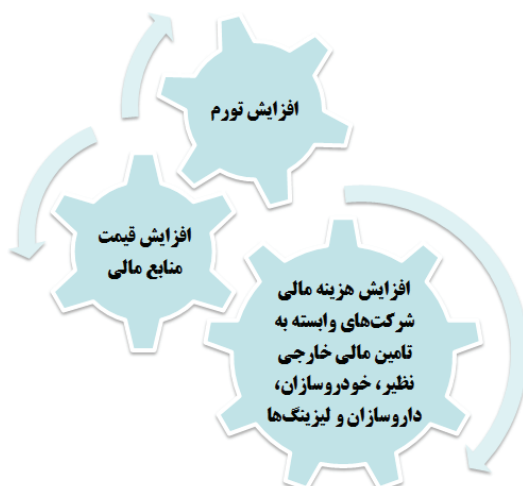 افزایش تورم
افزایش قیمت
منابع مالی
افزایش هزینه مالی
شرکت‌های وابسته به
تامین مالی خارجی
نظیر، خودروسازان،
داروسازان و لیزینگ‌ها